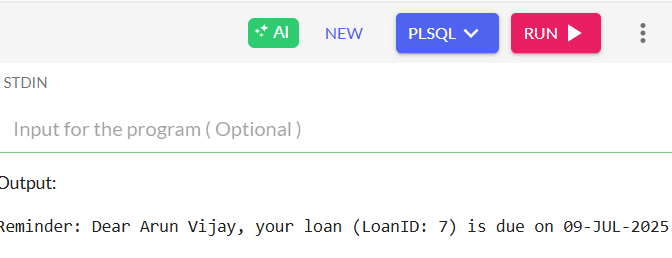 AI NEW PLSQL RUN
STDIN
Input for the program ( Optional )
Output:
Reminder: Dear Arun Vijay, your loan (LoanID: 7) is due on 09-JUL-2025